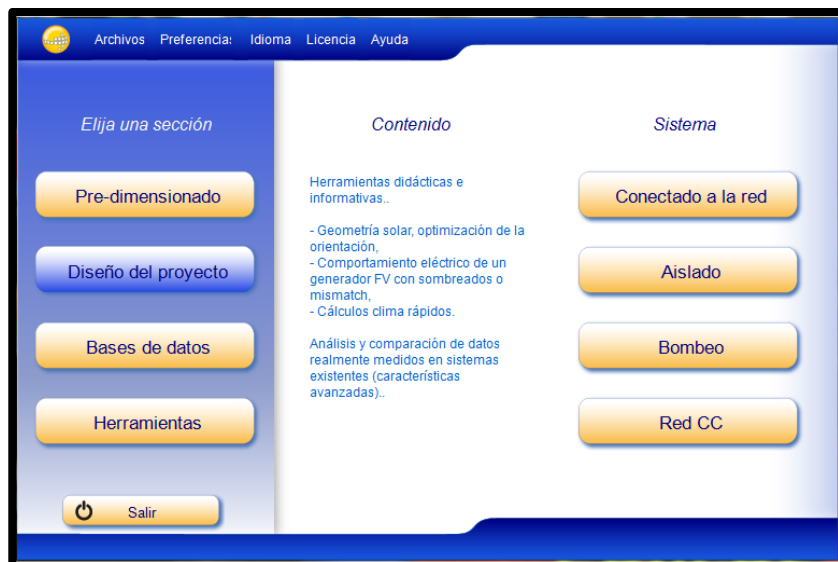 Archivos Preferencia: Idioma Licencia Ayuda
Elija una sección
Pre-dimensionado
Diseño del proyecto
Bases de datos
Herramientas
Salir
Contenido
Herramientas didácticas e
informativas..
- Geometría solar, optimización de la
orientación,
- Comportamiento eléctrico de un
generador FV con sombreados o
mismatch,
- Cálculos clima rápidos.
Análisis y comparación de datos
realmente medidos en sistemas
existentes (características
avanzadas)..
Sistema
Conectado a la red
Aislado
Bombeo
Red CC